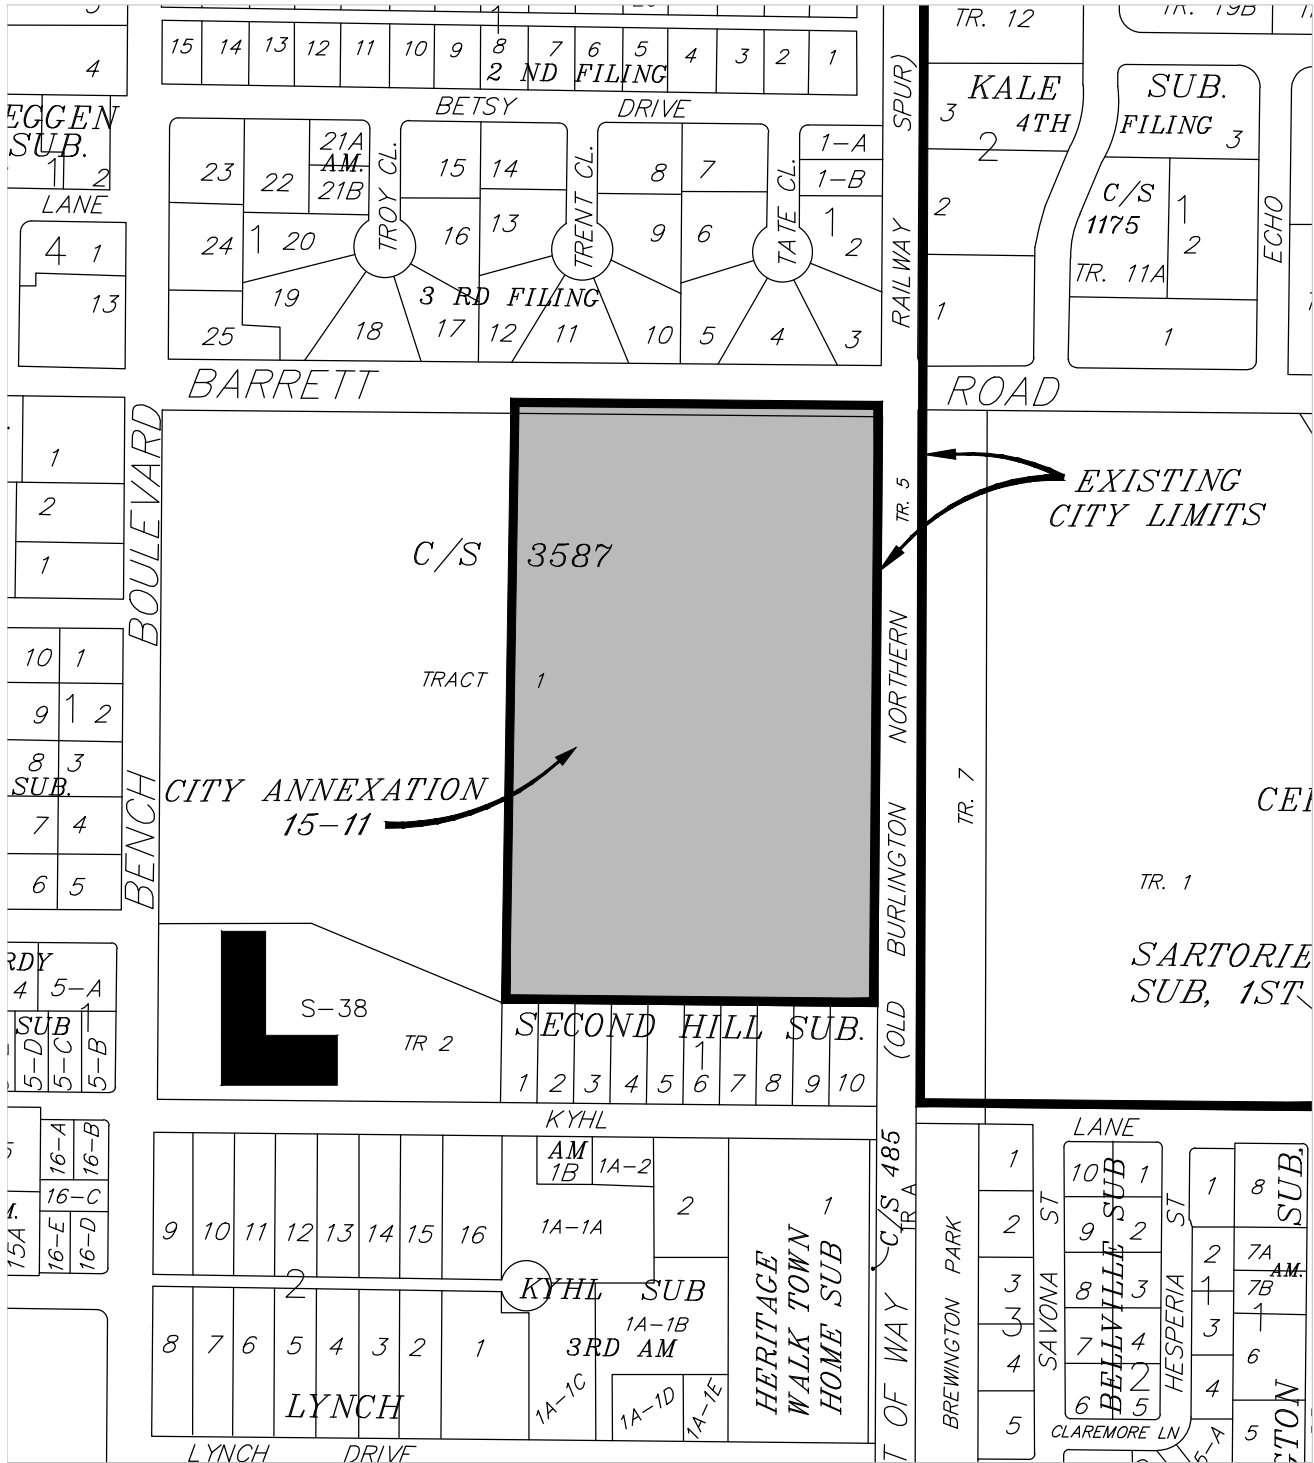 TR. 12
TR. 19B
4
15 14 13 12 11 10 9 8 7 6 5 4 3 2 1
2 ND FILING
BETSY DRIVE
EGGEN
SUB.
1 2
LANE
4 1
13
23 22 21A
AM.
21B
TROY CL.
15 14
TRENT CL.
8 7
TATE CL.
1-A
1-B
24 1 20
16 13
9 6
1 2
19
3 RD FILING
25 18 17 12 11 10 5 4 3
RAILWAY SPUR)
KALE SUB.
3 4TH FILING 3
2
C/S
1175
1
2
2
TR. 11A
1
1
ECHO
BARRETT ROAD
BOULEVARD
BENCH
1
2
1
C/S 3587
TR. 5
EXISTING
CITY LIMITS
10 1
9 1 2
8 3
SUB.
7 4
6 5
TRACT 1
CITY ANNEXATION
15-11
(OLD BURLINGTON NORTHERN
TR. 7
TR. 1
SARTORIE
SUB, 1ST
RDY
4 5-A
SUB 1
5-D
5-C
5-B
S-38
TR 2
SECOND HILL SUB.
1
1 2 3 4 5 6 7 8 9 10
KYHL LANE
16-A
16-B
16-C
15A
16-E
16-D
AM
1B
1A-2
9 10 11 12 13 14 15 16
1A-1A
2
1
2
KYHL SUB
1A-1B
3RD AM
8 7 6 5 4 3 2 1
1A-1C
1A-1D
1A-1E
LYNCH
LYNCH DRIVE
HERITAGE
WALK TOWN
HOME SUB
C/S 485
TR A
T OF WAY
BREWINGTON PARK
1
2
3
3
4
5
SAVONA ST
10 1
9 2
8 3
7 4
2
6 5
BELLVILLE SUB
HESPERIA ST
CLAREMORE LN
1
2
1
3
4
5-A
8
SUB.
7A
AM.
7B
1
6
5
GTON